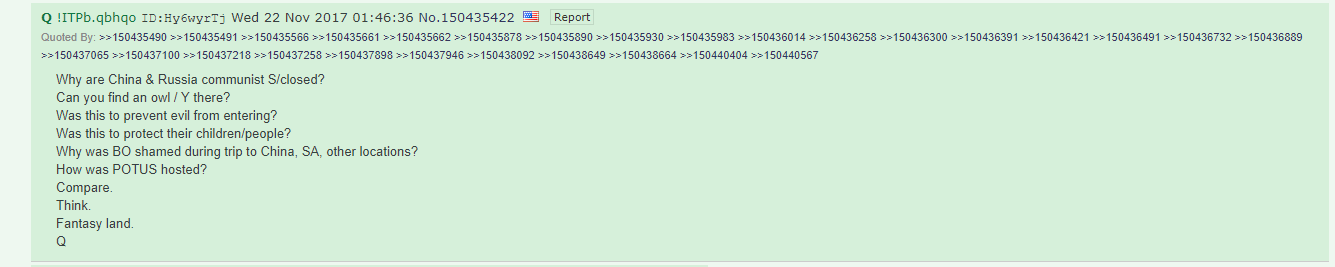 Q !ITPb.qbhqo ID:Hy6wyrTj Wed 22 Nov 2017 01:46:36 No.150435422 Report
Quoted By: >>150435490 >>150435491 >>150435566 >>150435661 >>150435662 >>150435878 >>150435890 >>150435930 >>150435983 >>150436014 >>150436258 >>150436300 >>150436391 >>150436421 >>150436491 >>150436732 >>150436889
>>150437065 >>150437100 >>150437218 >>150437258 >>150437898 >>150437946 >>150438092 >>150438649 >>150438664 >>150440404 >>150440567
Why are China & Russia communist S/closed?
Can you find an owl / Y there?
Was this to prevent evil from entering?
Was this to protect their children/people?
Why was BO shamed during trip to China, SA, other locations?
How was POTUS hosted?
Compare.
Think.
Fantasy land.
Q